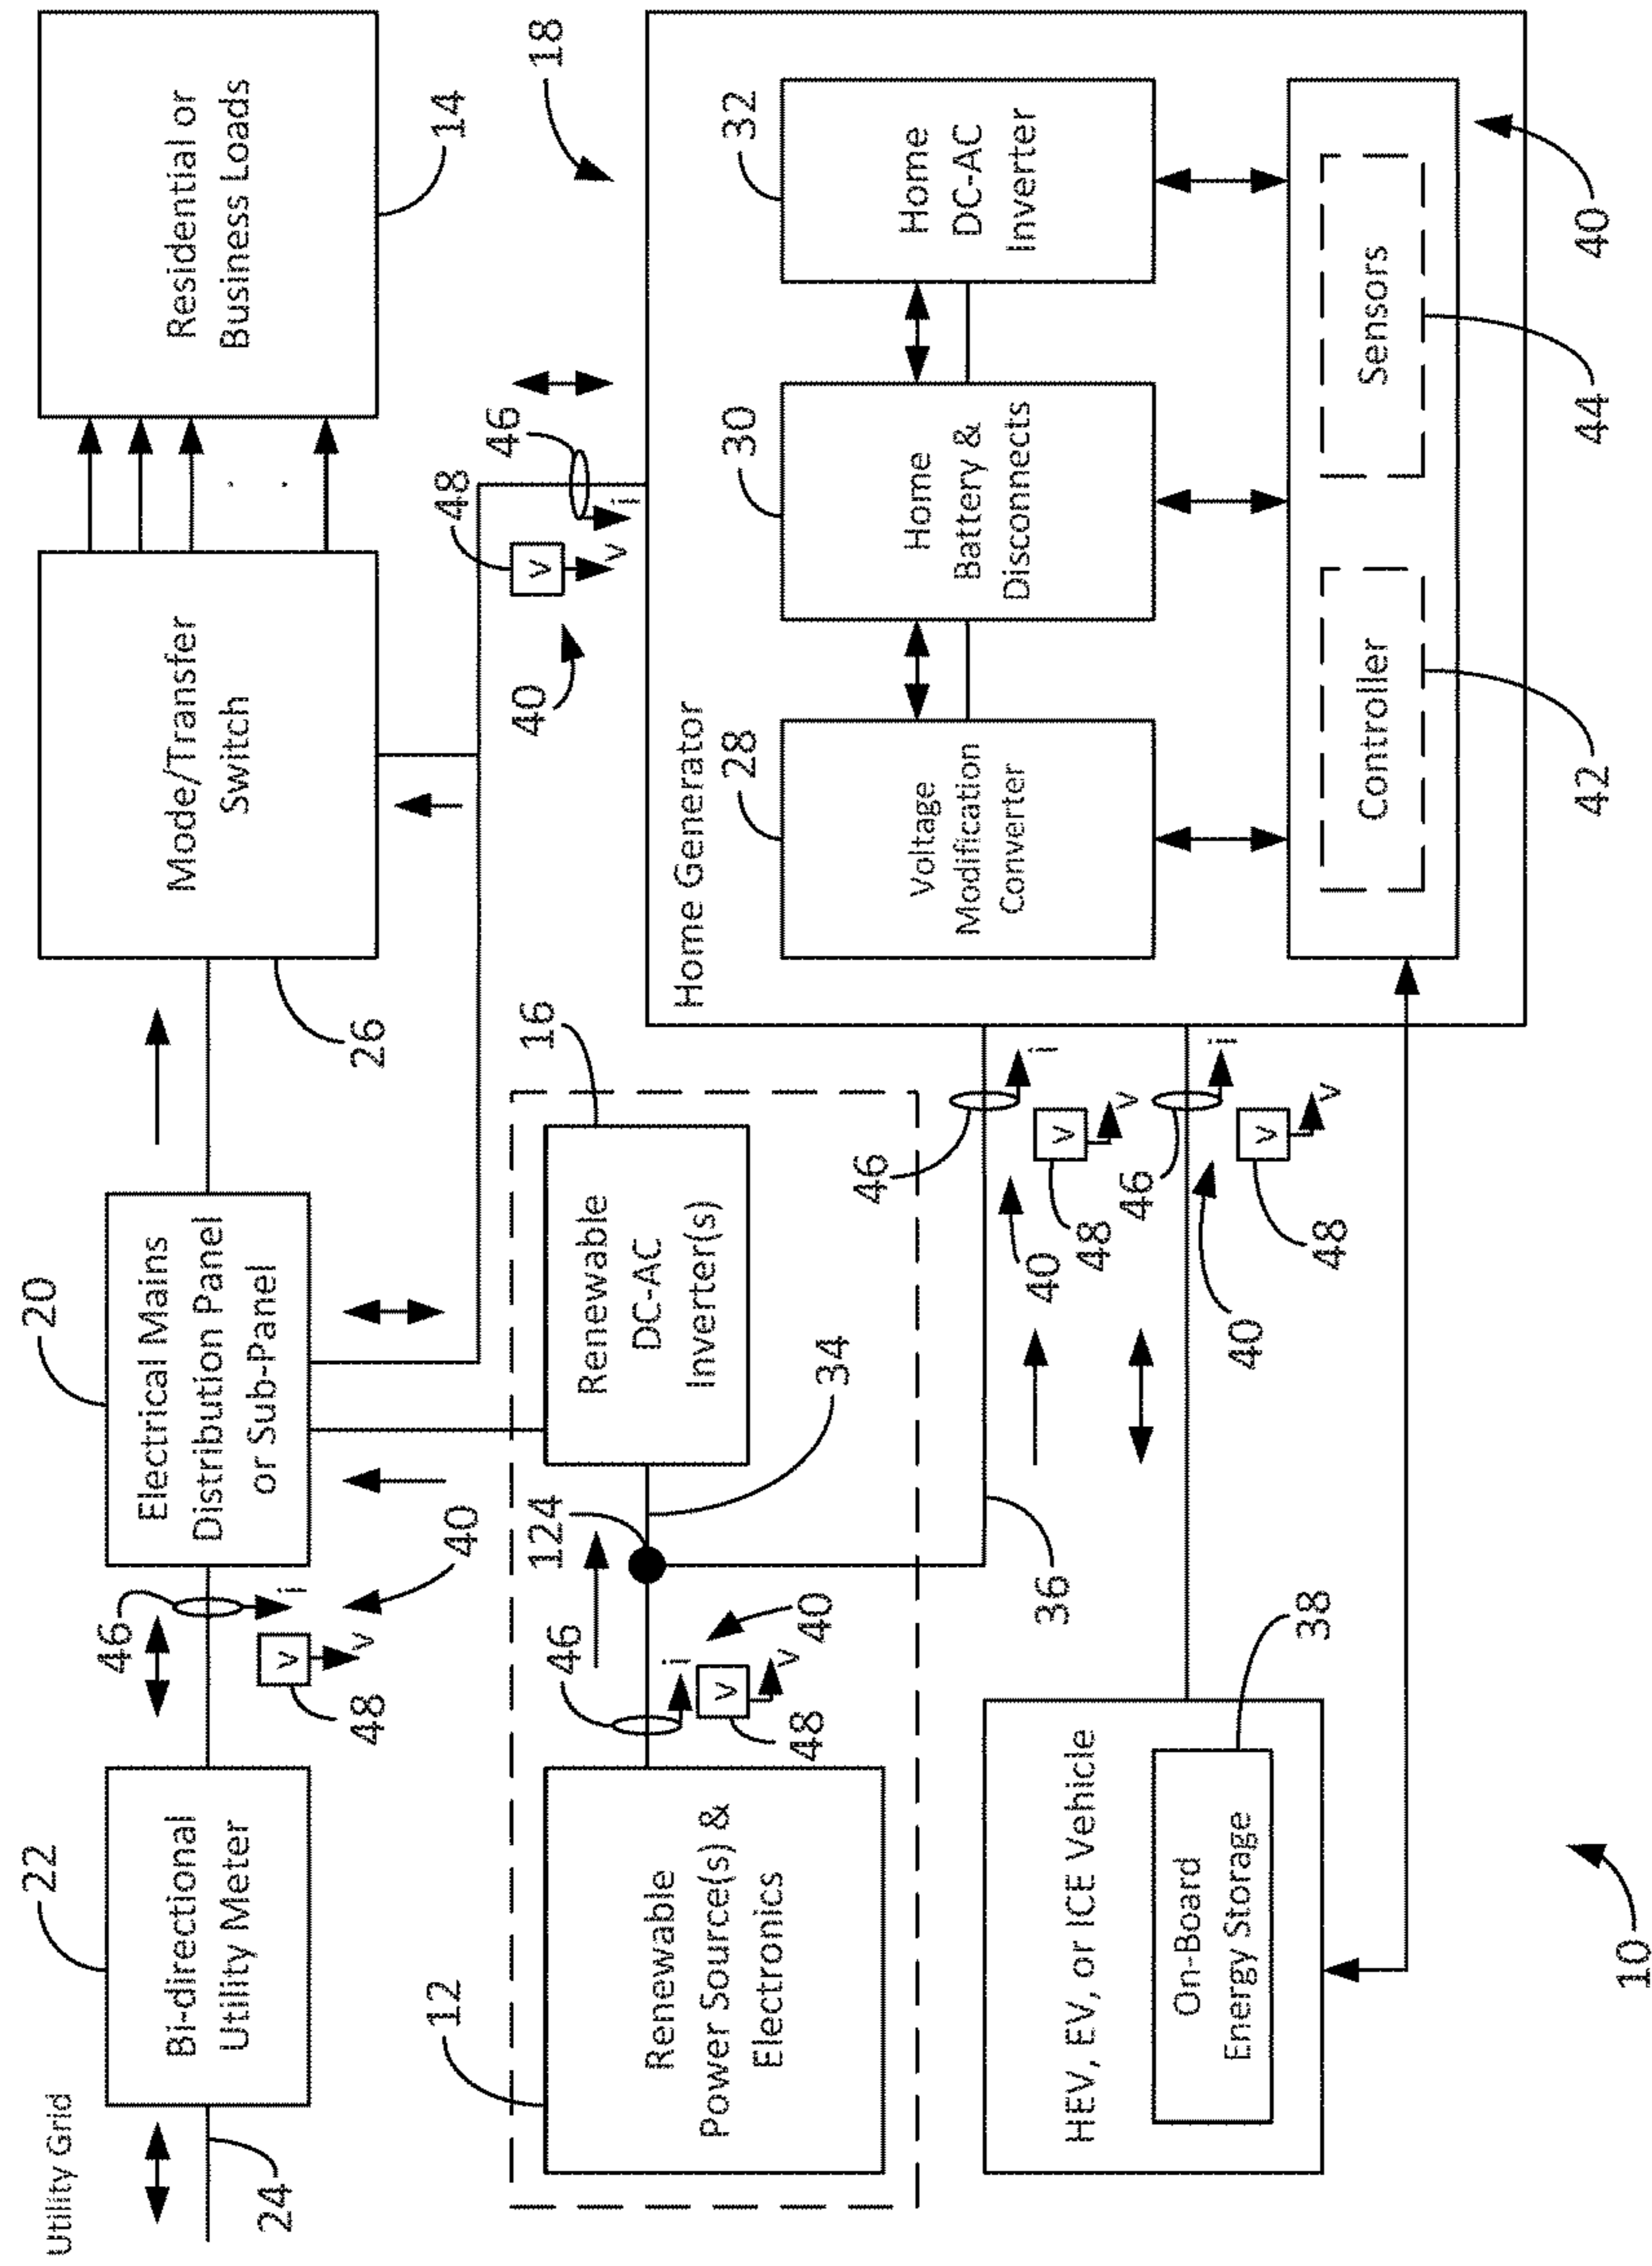 Utility Grid
24
22
Bi-directional
Utility Meter
46
i
v
v
48
40
20
Electrical Mains
Distribution Panel
or Sub-Panel
26
Mode/Transfer
Switch
Residential or
Business Loads
14
12
Renewable
Power Source(s) &
Electronics
46
i
v
v
48
40
124
34
16
Renewable
DC-AC
Inverter(s)
40
48
v
v
46
i
18
HEV, EV, or ICE Vehicle
On-Board
Energy Storage
38
36
46
i
v
v
48
40
46
i
v
v
48
40
Home Generator
28
Voltage
Modification
Converter
30
Home
Battery &
Disconnects
32
Home
DC-AC
Inverter
Controller
Sensors
42
44
40
10